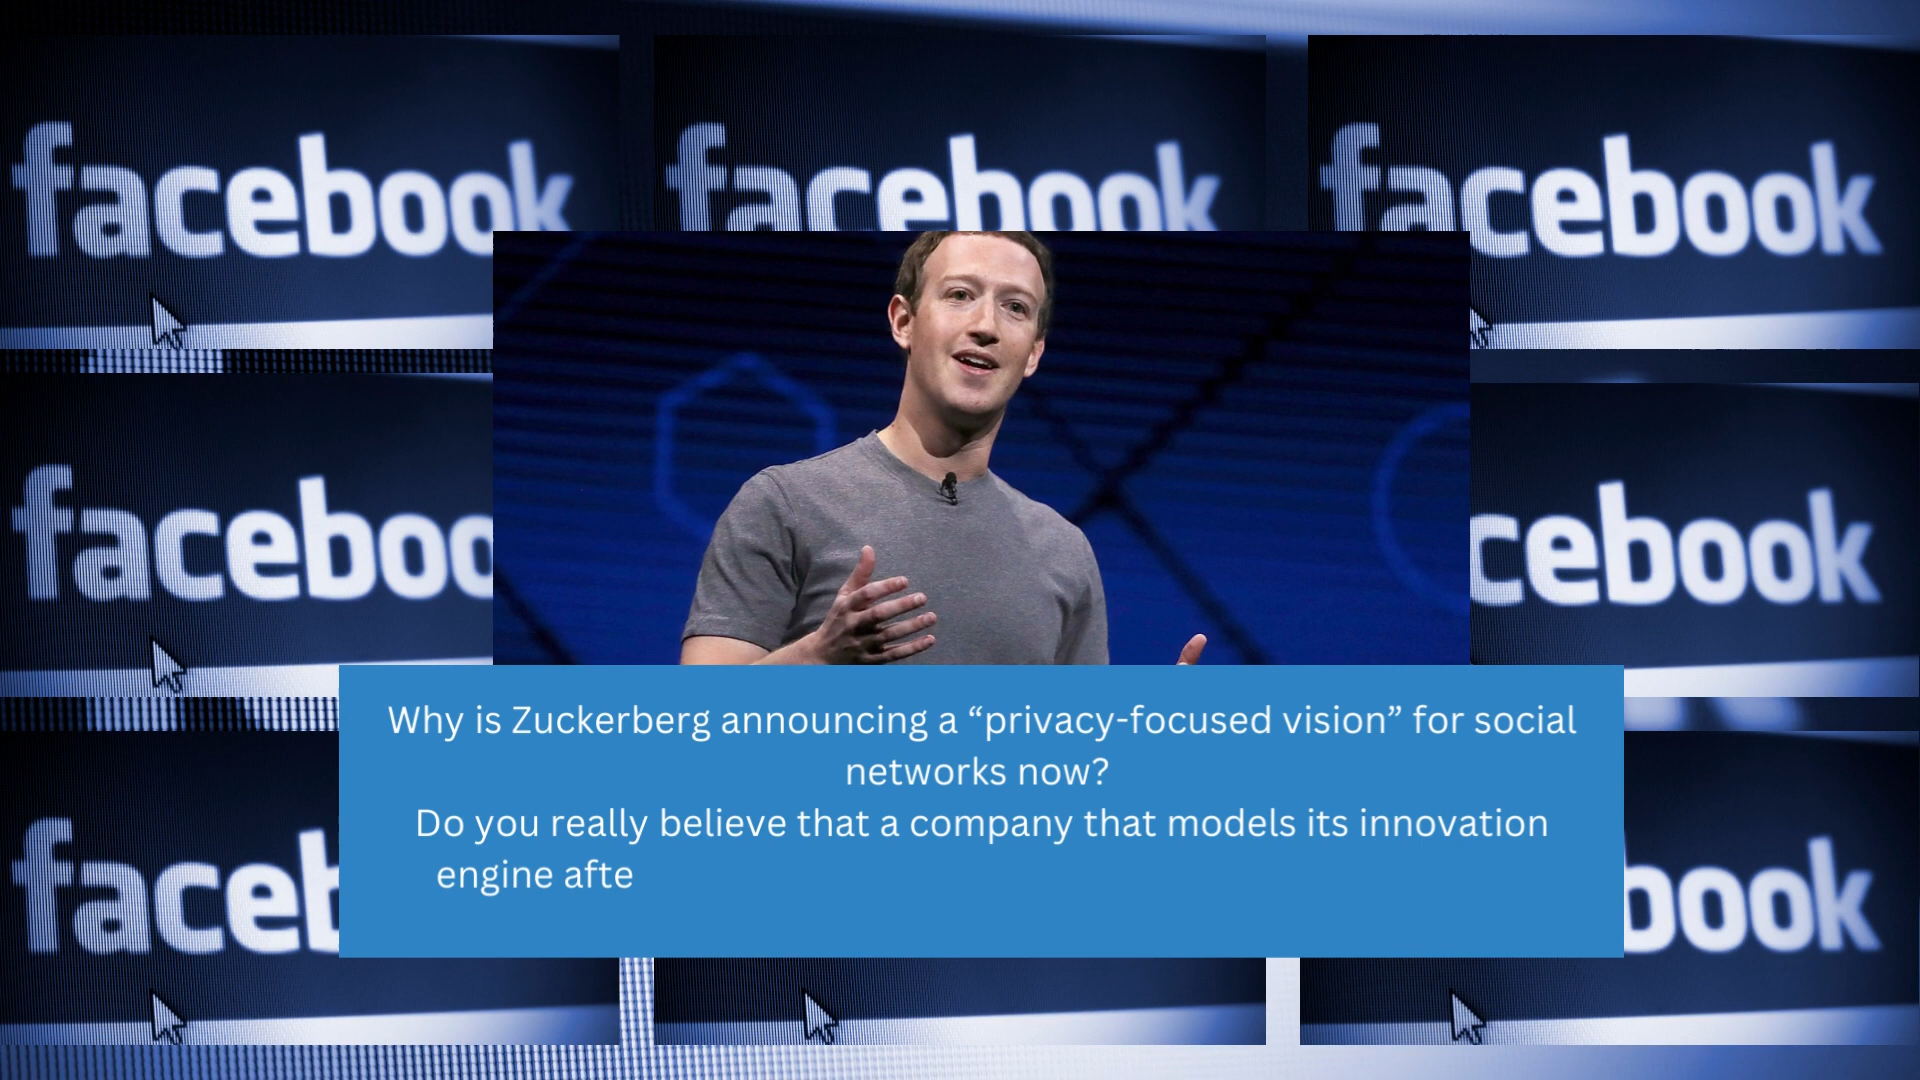 facebook
facebook
facebook
faceboo
cebook
faceb
book
Why is Zuckerberg announcing a “privacy-focused vision” for social
networks now?
Do you really believe that a company that models its innovation
engine afte